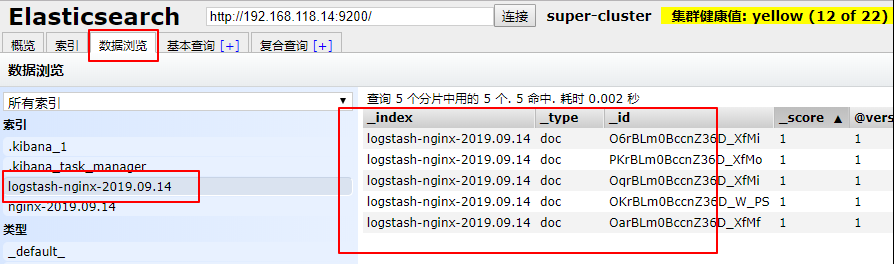 Elasticsearch http://192.168.118.14:9200/ 连接 super-cluster 集群健康值: yellow (12 of 22)
概览 索引 数据浏览 基本查询 [+] 复合查询 [+]
数据浏览
所有索引 ▼
查询 5 个分片中用的 5 个. 5 命中. 耗时 0.002 秒
索引
_index _type _id _score ▲ @vers
.kibana_1
logstash-nginx-2019.09.14 doc O6rBLm0BccnZ36D_XfMi 1 1
.kibana_task_manager
logstash-nginx-2019.09.14 doc PKrBLm0BccnZ36D_XfMo 1 1
logstash-nginx-2019.09.14
logstash-nginx-2019.09.14 doc OqrBLm0BccnZ36D_XfMi 1 1
nginx-2019.09.14
logstash-nginx-2019.09.14 doc OKrBLm0BccnZ36D_W_PS 1 1
类型
logstash-nginx-2019.09.14 doc OarBLm0BccnZ36D_XfMf 1 1
_default_